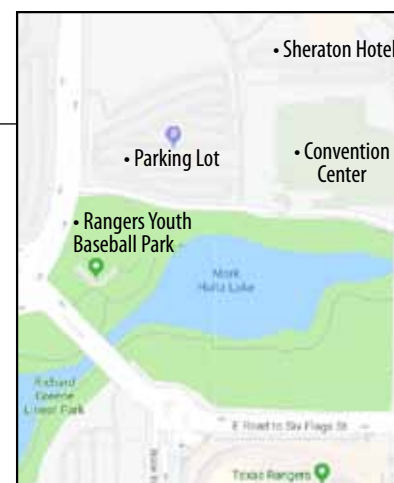 • Sheraton Hotel
• Parking Lot
• Convention
Center
• Rangers Youth
Baseball Park
Mark
Holtz Lake
Richard
Greene
Linear Park
E Road to Six Flags St
Texas Rangers